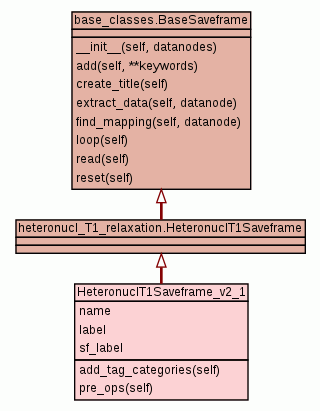 base_classes.BaseSaveframe
__init__(self, datanodes)
add(self, **keywords)
create_title(self)
extract_data(self, datanode)
find_mapping(self, datanode)
loop(self)
read(self)
reset(self)
heteronucl_T1_relaxation.HeteronuclT1Saveframe
HeteronuclT1Saveframe_v2_1
name
label
sf_label
add_tag_categories(self)
pre_ops(self)